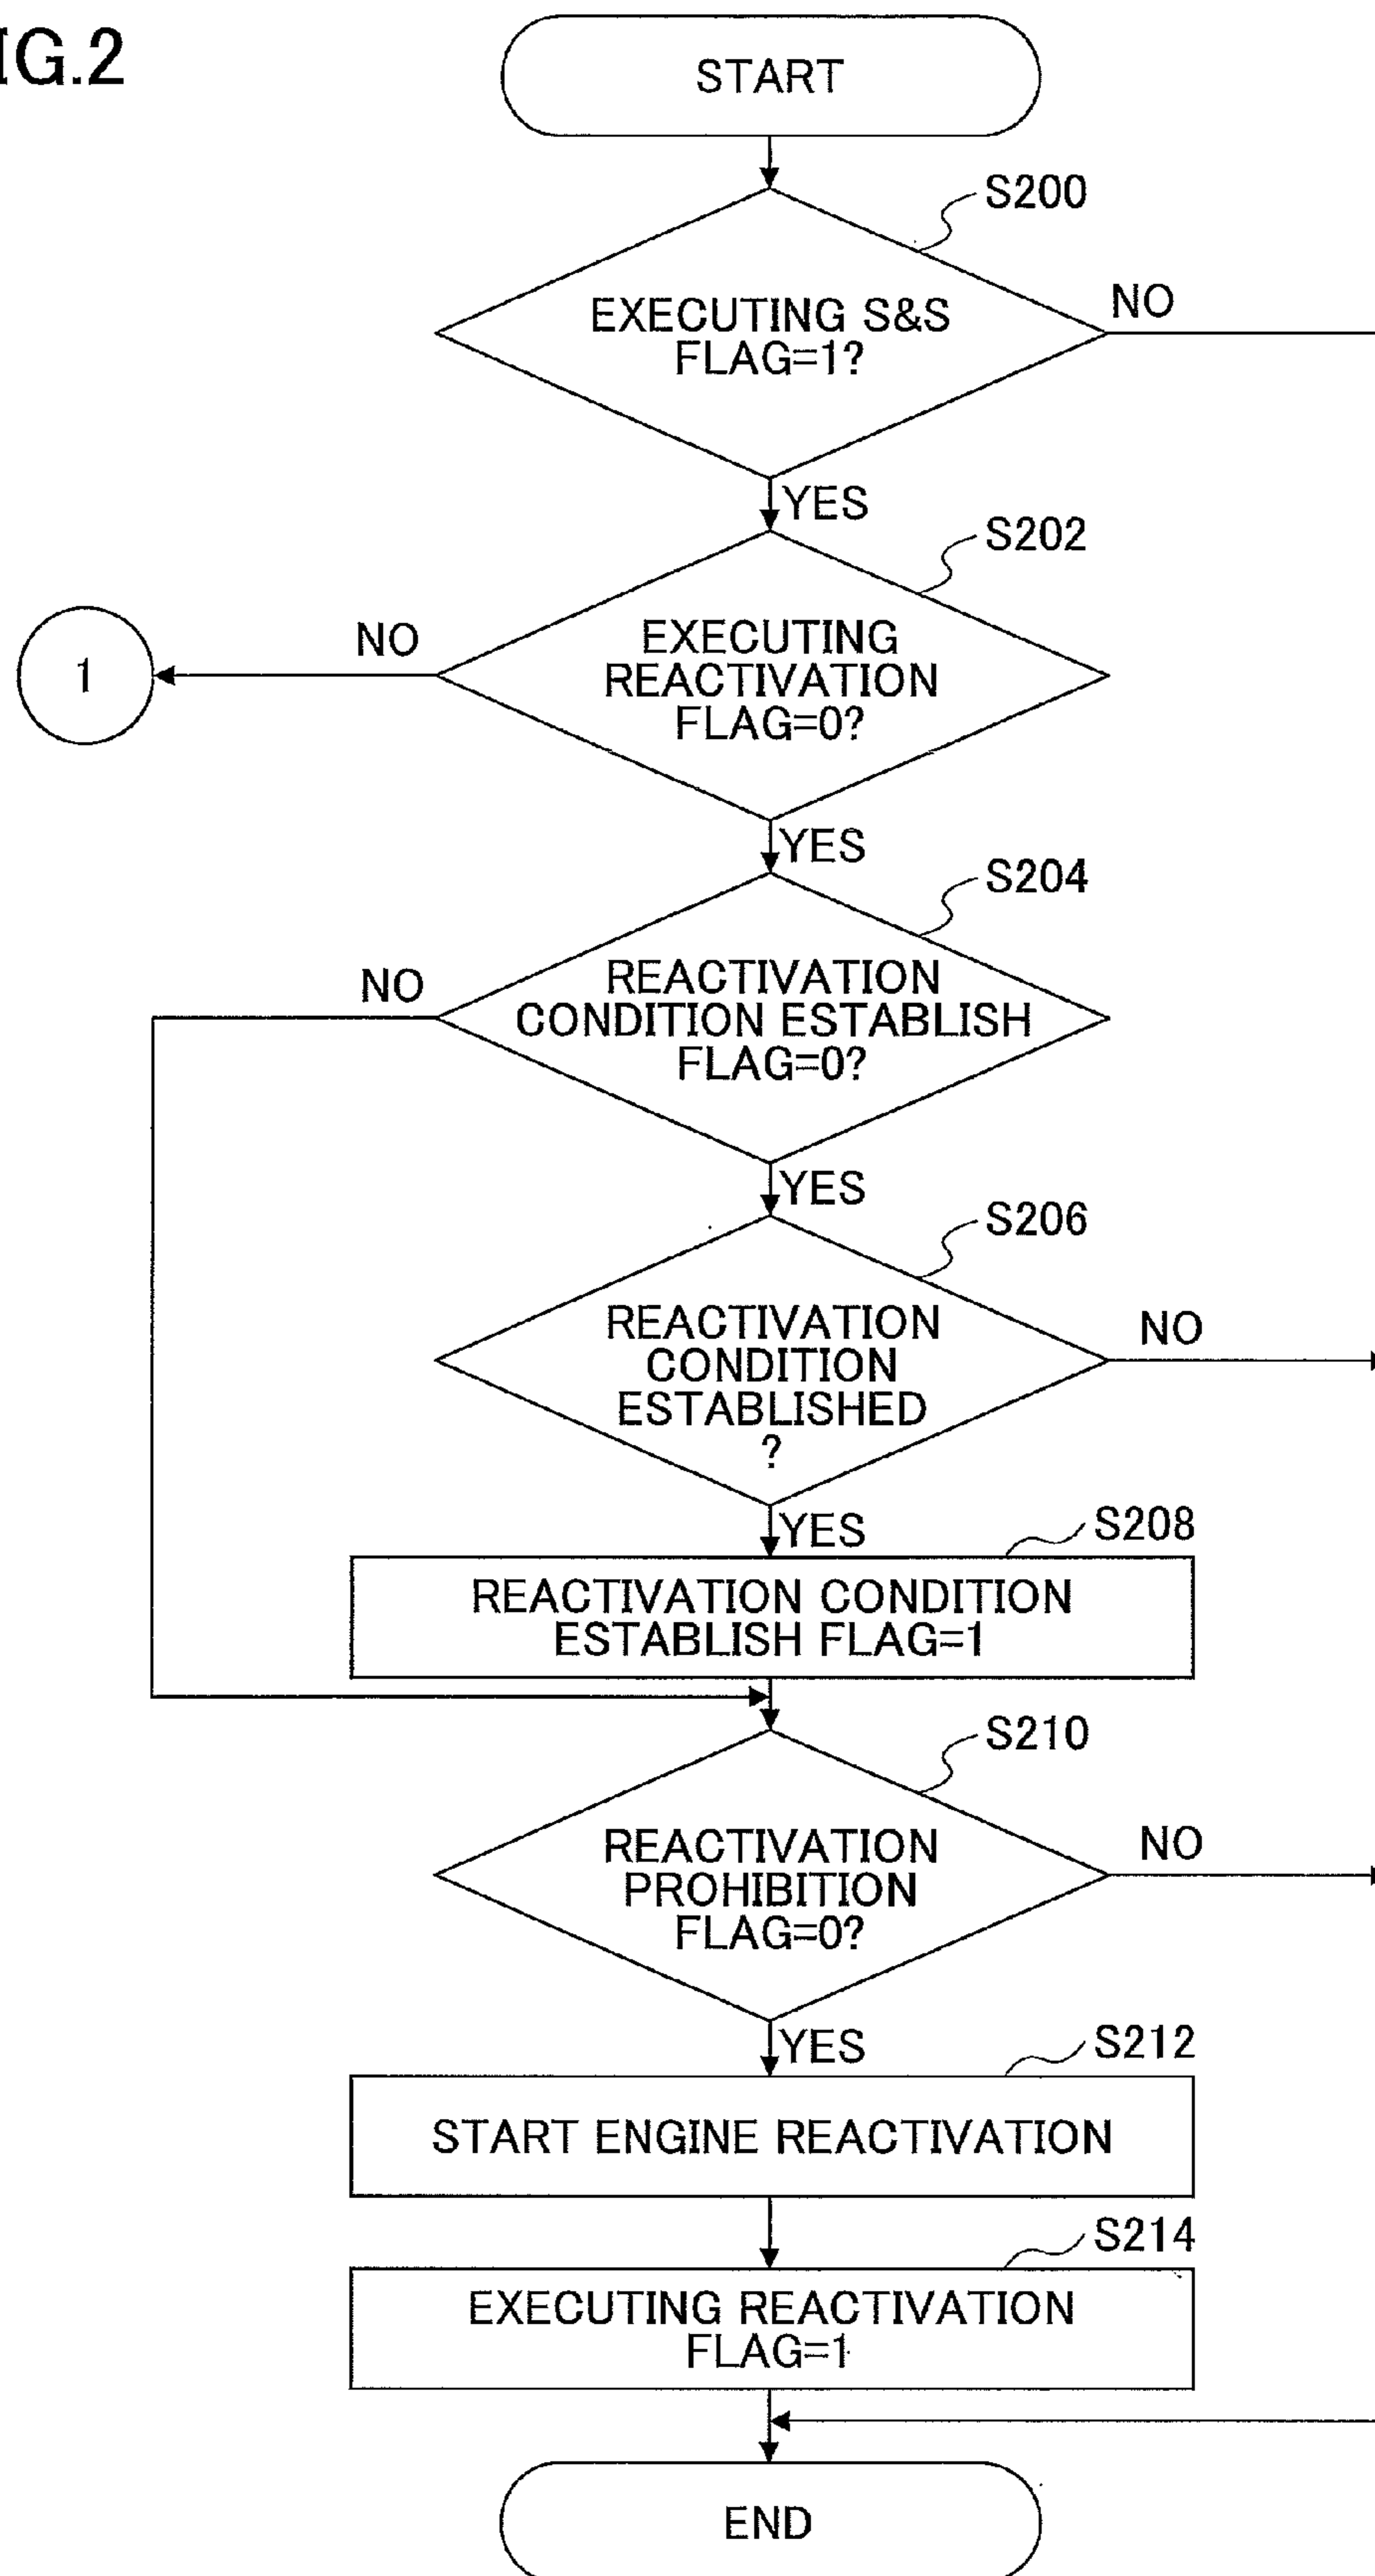 IG.2
START
S200
EXECUTING S&S
FLAG=1?
NO
YES
S202
EXECUTING
REACTIVATION
FLAG=0?
NO
1
YES
S204
REACTIVATION
CONDITION ESTABLISH
FLAG=0?
NO
YES
S206
REACTIVATION
CONDITION
ESTABLISHED
?
NO
YES
S208
REACTIVATION CONDITION
ESTABLISH FLAG=1
S210
REACTIVATION
PROHIBITION
FLAG=0?
NO
YES
S212
START ENGINE REACTIVATION
S214
EXECUTING REACTIVATION
FLAG=1
END